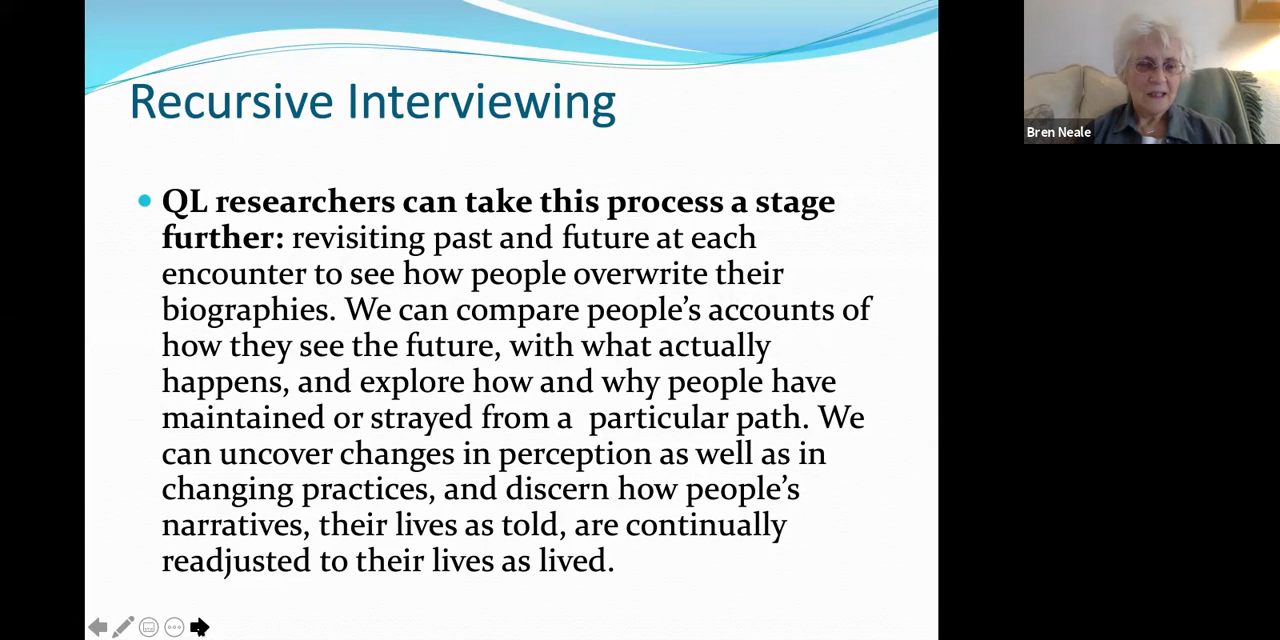 Recursive Interviewing
QL researchers can take this process a stage
further: revisiting past and future at each
encounter to see how people overwrite their
biographies. We can compare people’s accounts of
how they see the future, with what actually
happens, and explore how and why people have
maintained or strayed from a  particular path. We
can uncover changes in perception as well as in
changing practices, and discern how people’s
narratives, their lives as told, are continually
readjusted to their lives as lived.
Bren Neale